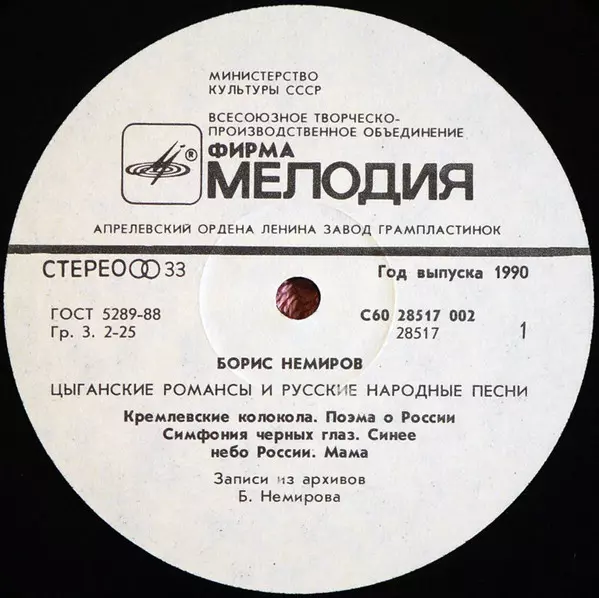 МИНИСТЕРСТВО
КУЛЬТУРЫ СССР
ВСЕСОЮЗНОЕ ТВОРЧЕСКО-
ПРОИЗВОДСТВЕННОЕ ОБЪЕДИНЕНИЕ
® ФИРМА
МЕЛОДИЯ
АПРЕЛЕВСКИЙ ОРДЕНА ЛЕНИНА ЗАВОД ГРАМПЛАСТИНОК
СТЕРЕО 33
Год выпуска 1990
ГОСТ 5289-88
Гр. 3. 2-25
С60 28517 002
28517
1
БОРИС НЕМИРОВ
ЦЫГАНСКИЕ РОМАНСЫ И РУССКИЕ НАРОДНЫЕ ПЕСНИ
Кремлевские колокола. Поэма о России
Симфония черных глаз. Синее
небо России. Мама
Записи из архивов
Б. Немирова